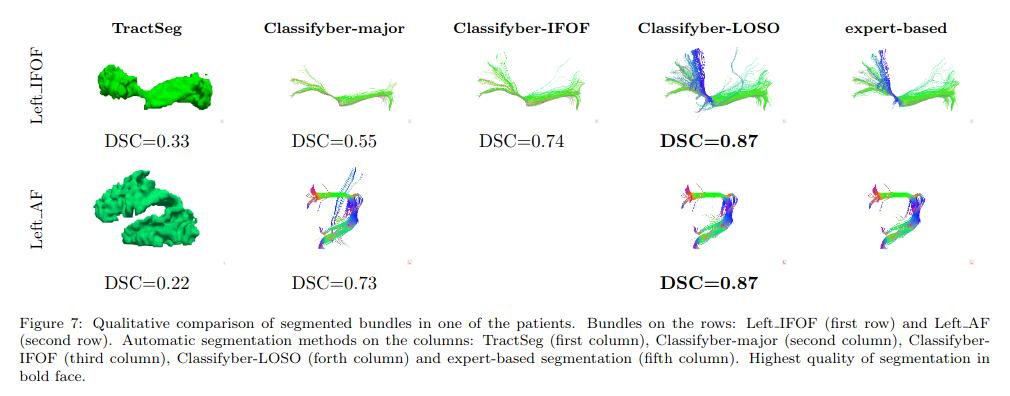 TractSeg Classifyber-major Classifyber-IFOF Classifyber-LOSO expert-based
Left_IFOF
DSC=0.33 DSC=0.55 DSC=0.74 DSC=0.87
Left_AF
DSC=0.22 DSC=0.73 DSC=0.87
Figure 7: Qualitative comparison of segmented bundles in one of the patients. Bundles on the rows: Left_IFOF (first row) and Left_AF
(second row). Automatic segmentation methods on the columns: TractSeg (first column), Classifyber-major (second column), Classifyber-
IFOF (third column), Classifyber-LOSO (forth column) and expert-based segmentation (fifth column). Highest quality of segmentation in
bold face.